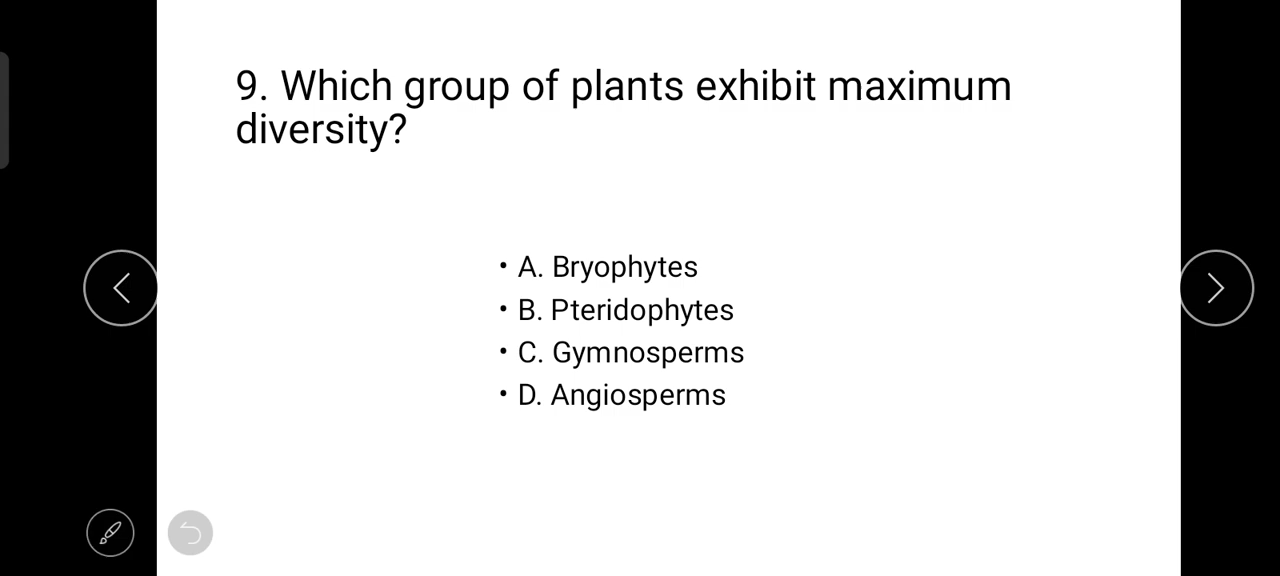 9. Which group of plants exhibit maximum
diversity?
• A. Bryophytes
• B. Pteridophytes
• C. Gymnosperms
• D. Angiosperms